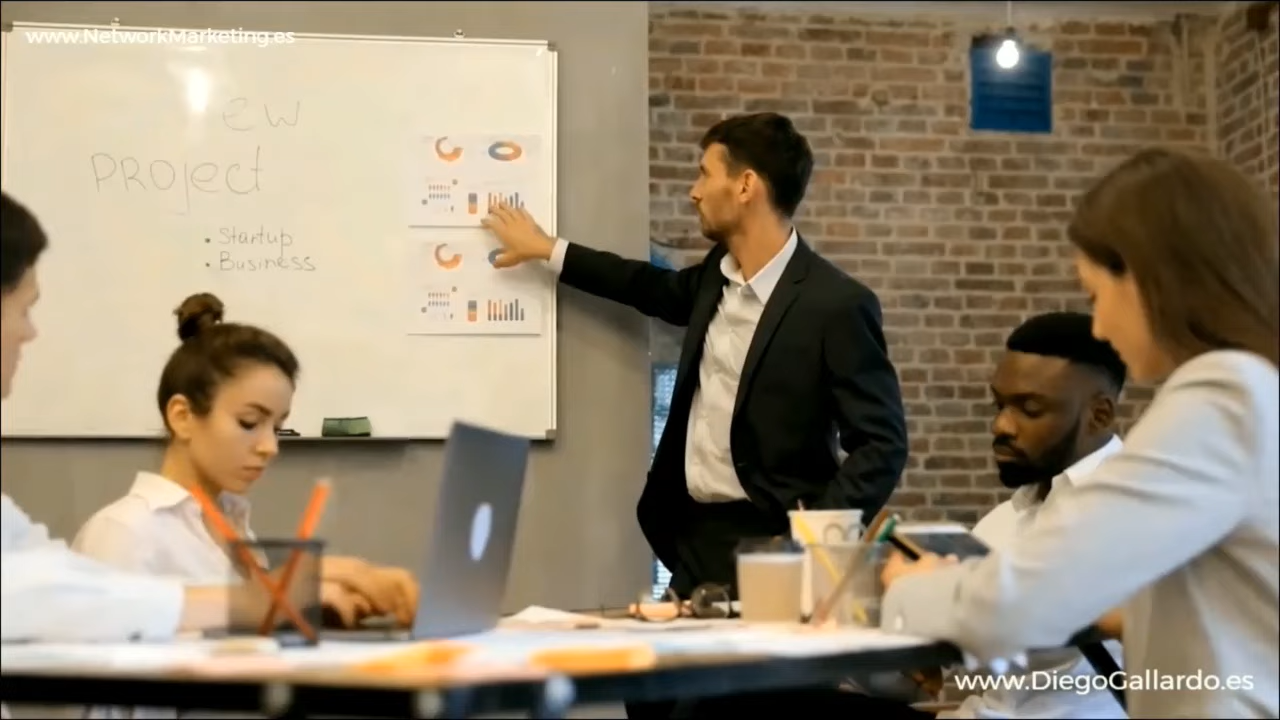 www.NetworkMarketing.es
ew
PROject
• Startup
• Business
www.DiegoGallardo.es